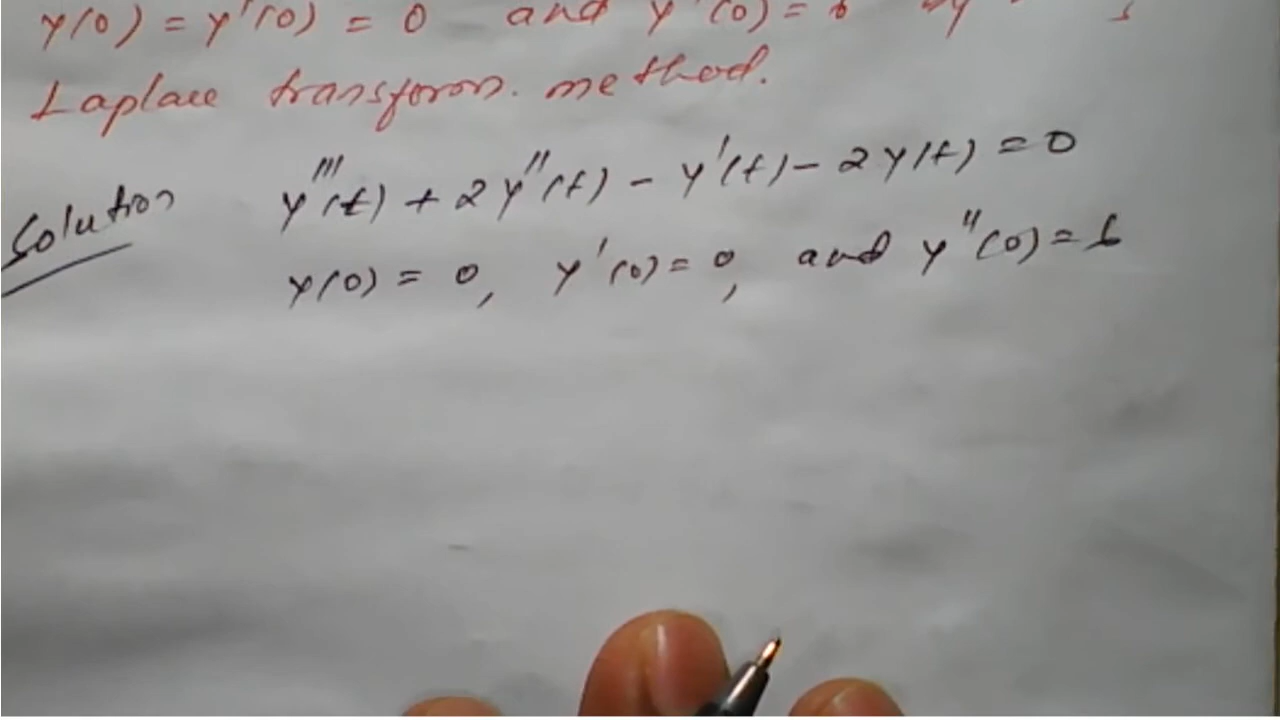 y(0) = y'(0) = 0 and y''(0) = 6 by
Laplace transform. method.
Solution y'''(t) + 2y''(t) - y'(t) - 2y(t) = 0
y(0) = 0, y'(0) = 0, and y''(0) = 6